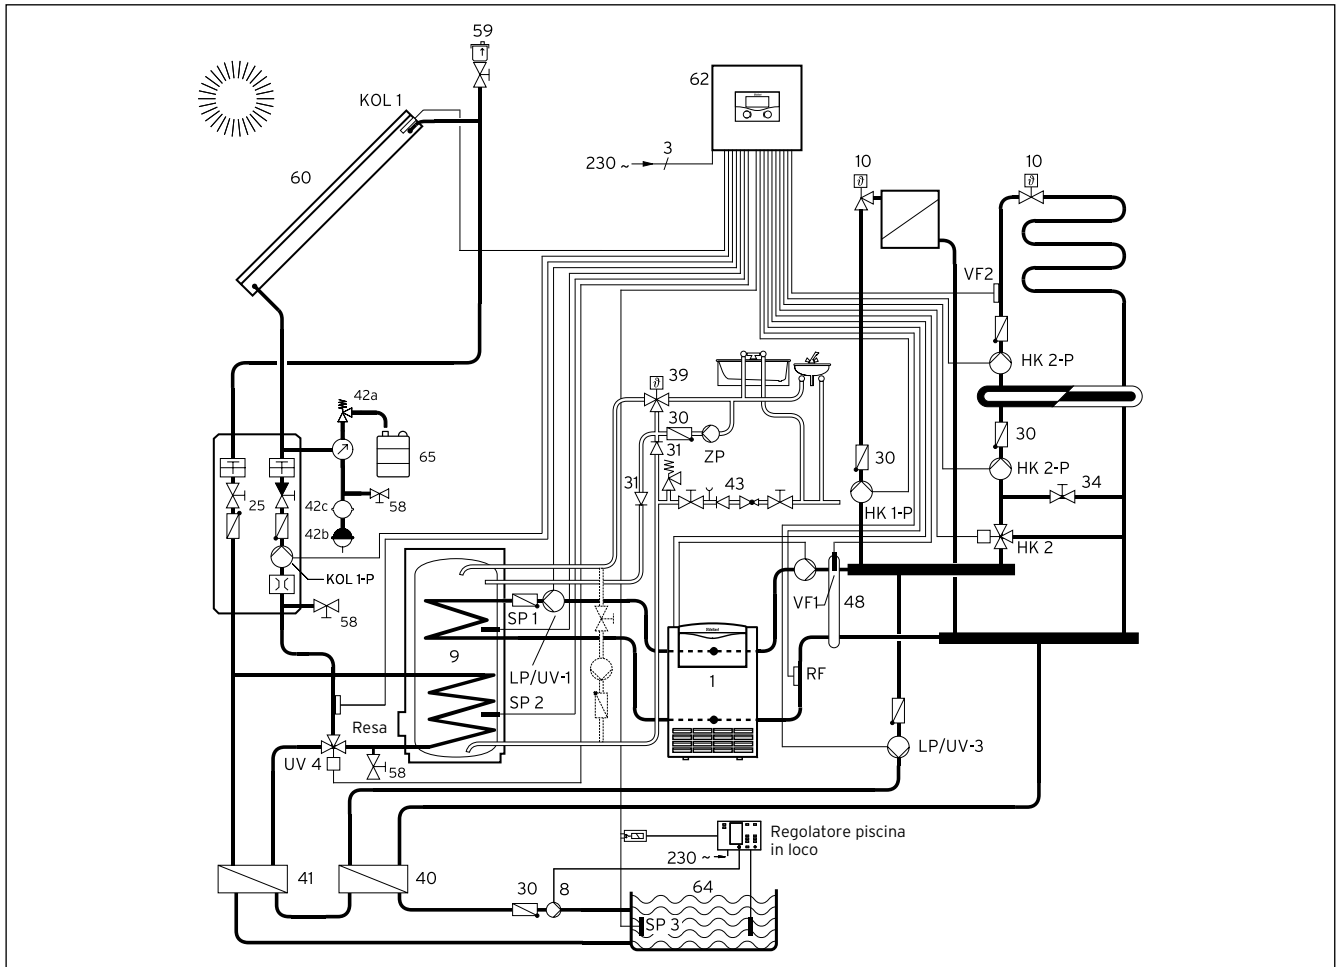 59
62
KOL 1
3
230 ~
10
10
60
VF2
HK 2-P
42a
39
30
ZP
31
31
30
30
65
HK 2-P
25
42c
58
43
34
42b
HK 1-P
HK 2
KOL 1-P
58
SP 1
VF1
48
9
LP/UV-1
1
RF
SP 2
Resa
LP/UV-3
UV 4
58
Regolatore piscina
in loco
230 ~
41
40
30
8
64
SP 3